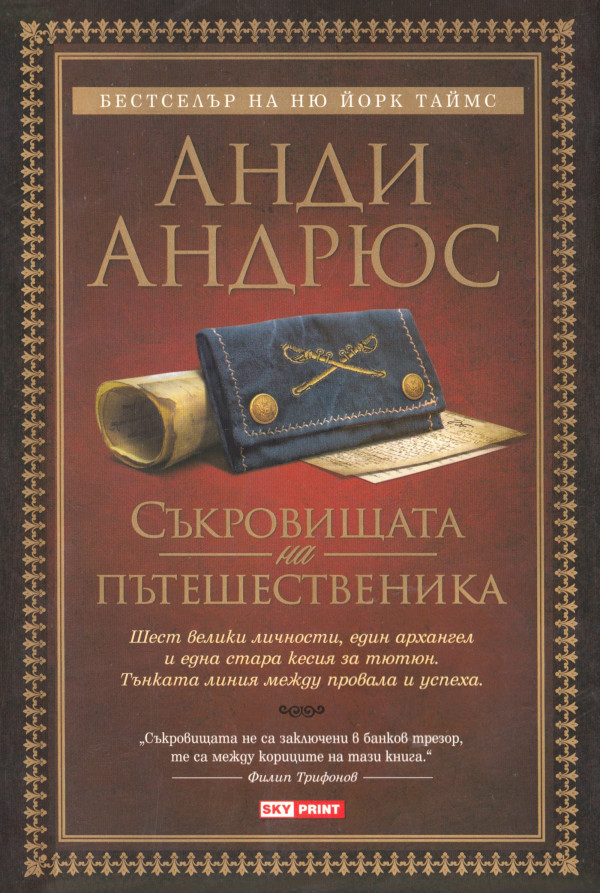 БЕСТСЕЛЪР НА НЮ ЙОРК ТАЙМС
АНДИ
АНДРЮС
СЪКРОВИЩАТА
на
ПЪТЕШЕСТВЕНИКА
Шест велики личности, един архангел
и една стара кесия за тютюн.
Тънката линия между провала и успеха.
„Съкровищата не са заключени в банков трезор,
те са между кориците на тази книга.“
Филип Трифонов
SKY PRINT